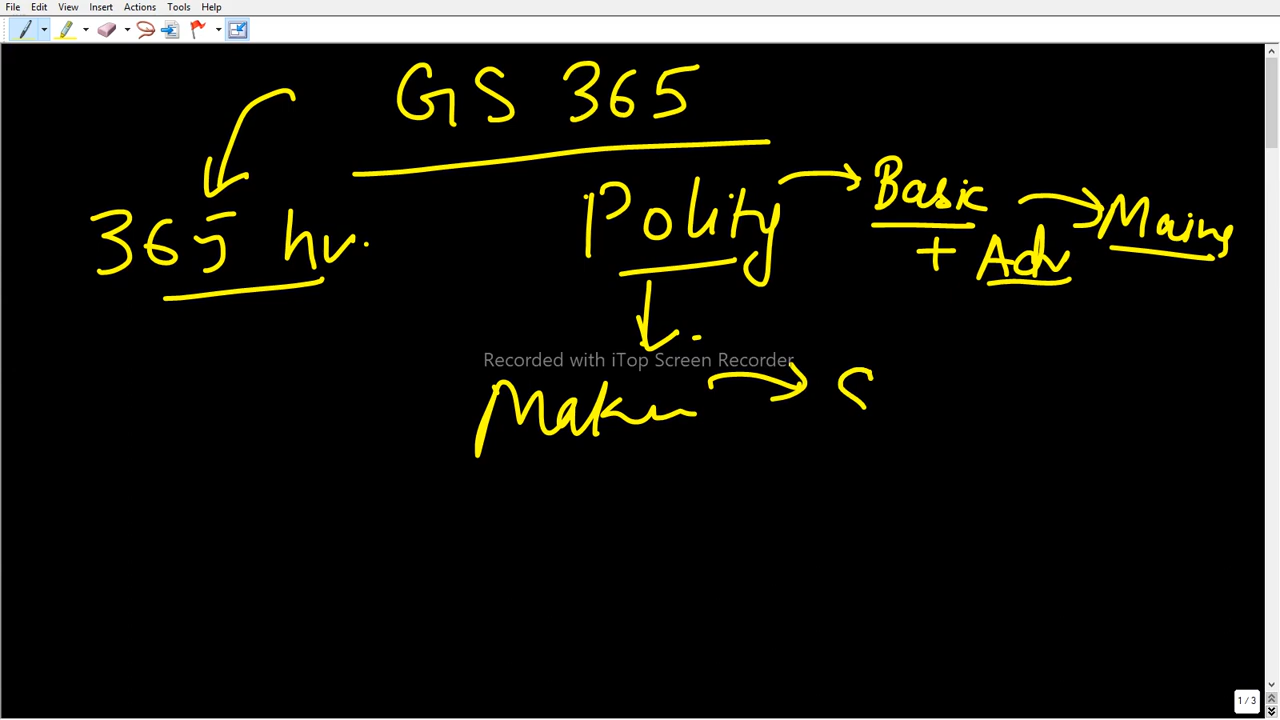 File Edit View Insert Actions Tools Help
GS 365
365 hr.
Polity
Basic
+ Adv
Mains
Recorded with iTop Screen Recorder
1 / 3